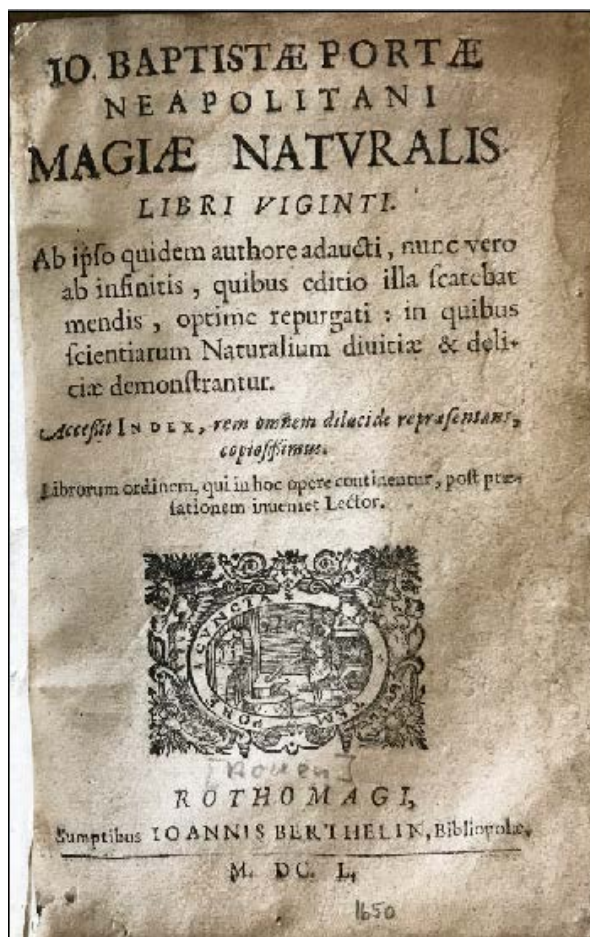 IO. BAPTISTÆ PORTÆ
NEAPOLITANI
MAGIÆ NATVRALIS
LIBRI VIGINTI.
Ab ipſo quidem authore adaucti, nunc vero
ab infinitis, quibus editio illa ſcatebat
mendis, optime repurgati : in quibus
ſcientiarum Naturalium diuitiæ & deli-
ciæ demonſtrantur.
Acceſſit INDEX, rem omnem dilucide repræſentans,
copioſiſſimus.
Librorum ordinem, qui in hoc opere continentur, poſt præ-
fationem inueniet Lector.
CVNCTA
TEMPORE
[Rouen]
ROTHOMAGI,
Sumptibus IOANNIS BERTHELIN, Bibliopolæ,
M. DC. L.
1650